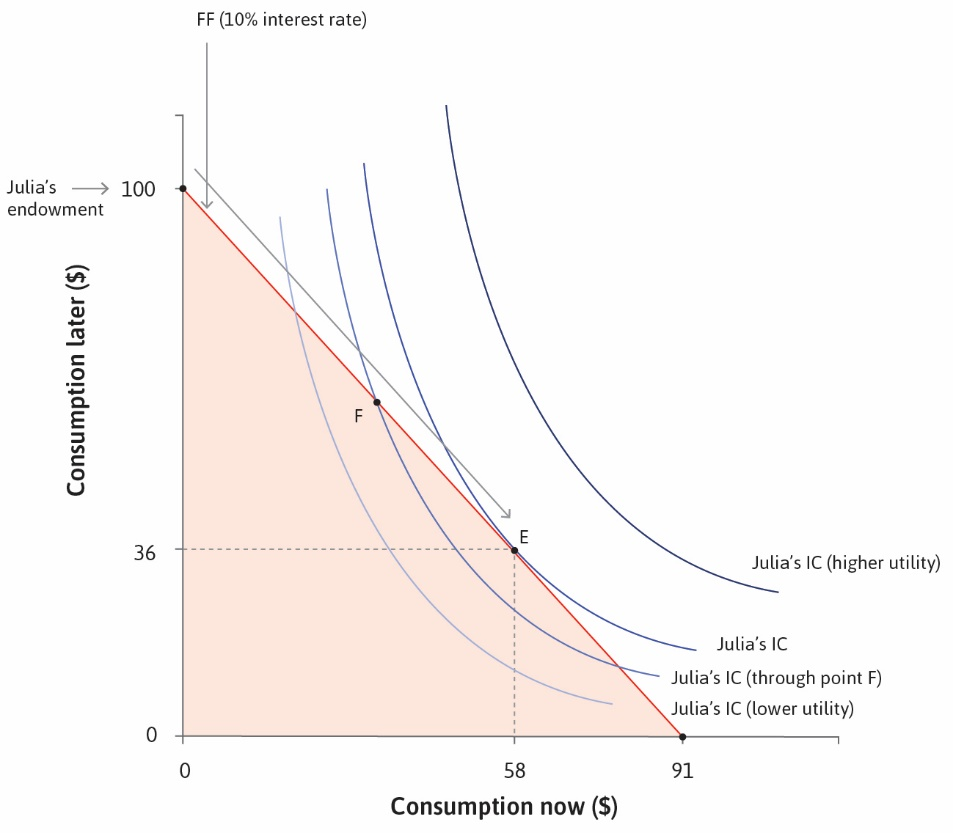 FF (10% interest rate)
Julia's
endowment
100
Consumption later ($)
F
E
36
Julia's IC (higher utility)
Julia's IC
Julia's IC (through point F)
Julia's IC (lower utility)
0
0
58
91
Consumption now ($)